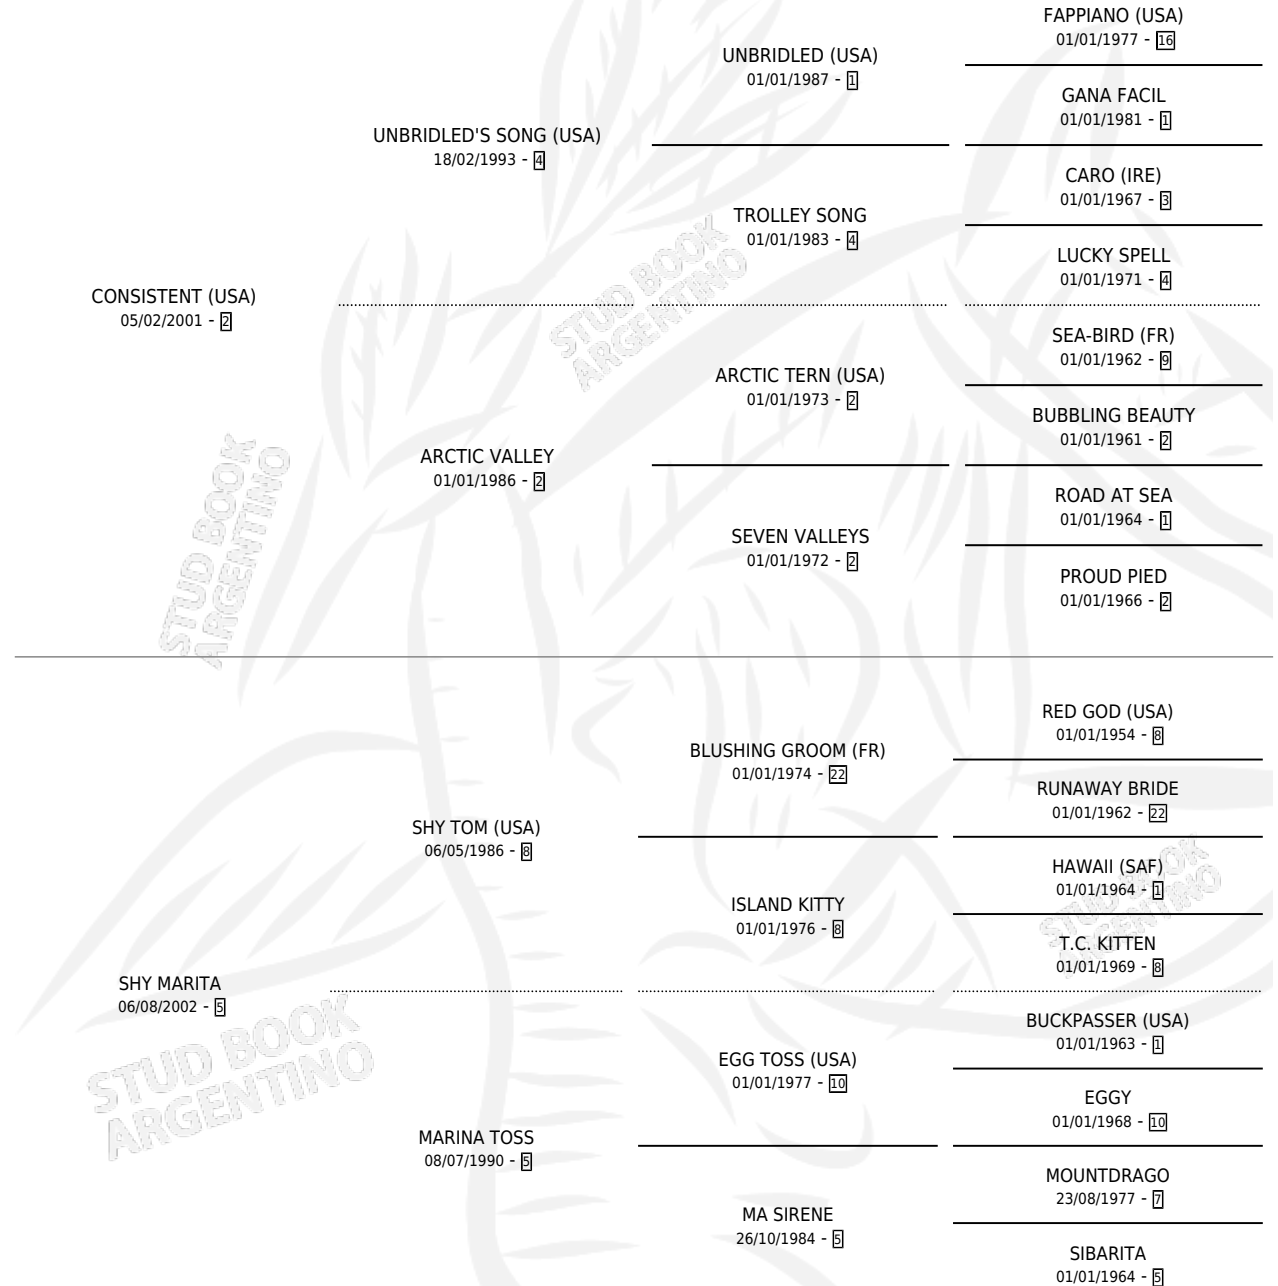 FAPPIANO (USA)
01/01/1977 - 16
UNBRIDLED (USA)
01/01/1987 - 1
GANA FACIL
01/01/1981 - 1
UNBRIDLED'S SONG (USA)
18/02/1993 - 4
CARO (IRE)
01/01/1967 - 3
TROLLEY SONG
01/01/1983 - 4
LUCKY SPELL
01/01/1971 - 4
CONSISTENT (USA)
05/02/2001 - 2
STUD BOOK
ARGENTINO
SEA-BIRD (FR)
01/01/1962 - 9
ARCTIC TERN (USA)
01/01/1973 - 2
BUBBLING BEAUTY
01/01/1961 - 2
ARCTIC VALLEY
01/01/1986 - 2
ROAD AT SEA
01/01/1964 - 1
SEVEN VALLEYS
01/01/1972 - 2
PROUD PIED
01/01/1966 - 2
STUD BOOK
ARGENTINO
RED GOD (USA)
01/01/1954 - 8
BLUSHING GROOM (FR)
01/01/1974 - 22
RUNAWAY BRIDE
01/01/1962 - 22
SHY TOM (USA)
06/05/1986 - 8
HAWAII (SAF)
01/01/1964 - 1
ISLAND KITTY
01/01/1976 - 8
STUD BOOK
ARGENTINO
T.C. KITTEN
01/01/1969 - 8
SHY MARITA
06/08/2002 - 5
BUCKPASSER (USA)
01/01/1963 - 1
STUD BOOK
ARGENTINO
EGG TOSS (USA)
01/01/1977 - 10
EGGY
01/01/1968 - 10
MARINA TOSS
08/07/1990 - 5
MOUNTDRAGO
23/08/1977 - 7
MA SIRENE
26/10/1984 - 5
SIBARITA
01/01/1964 - 5